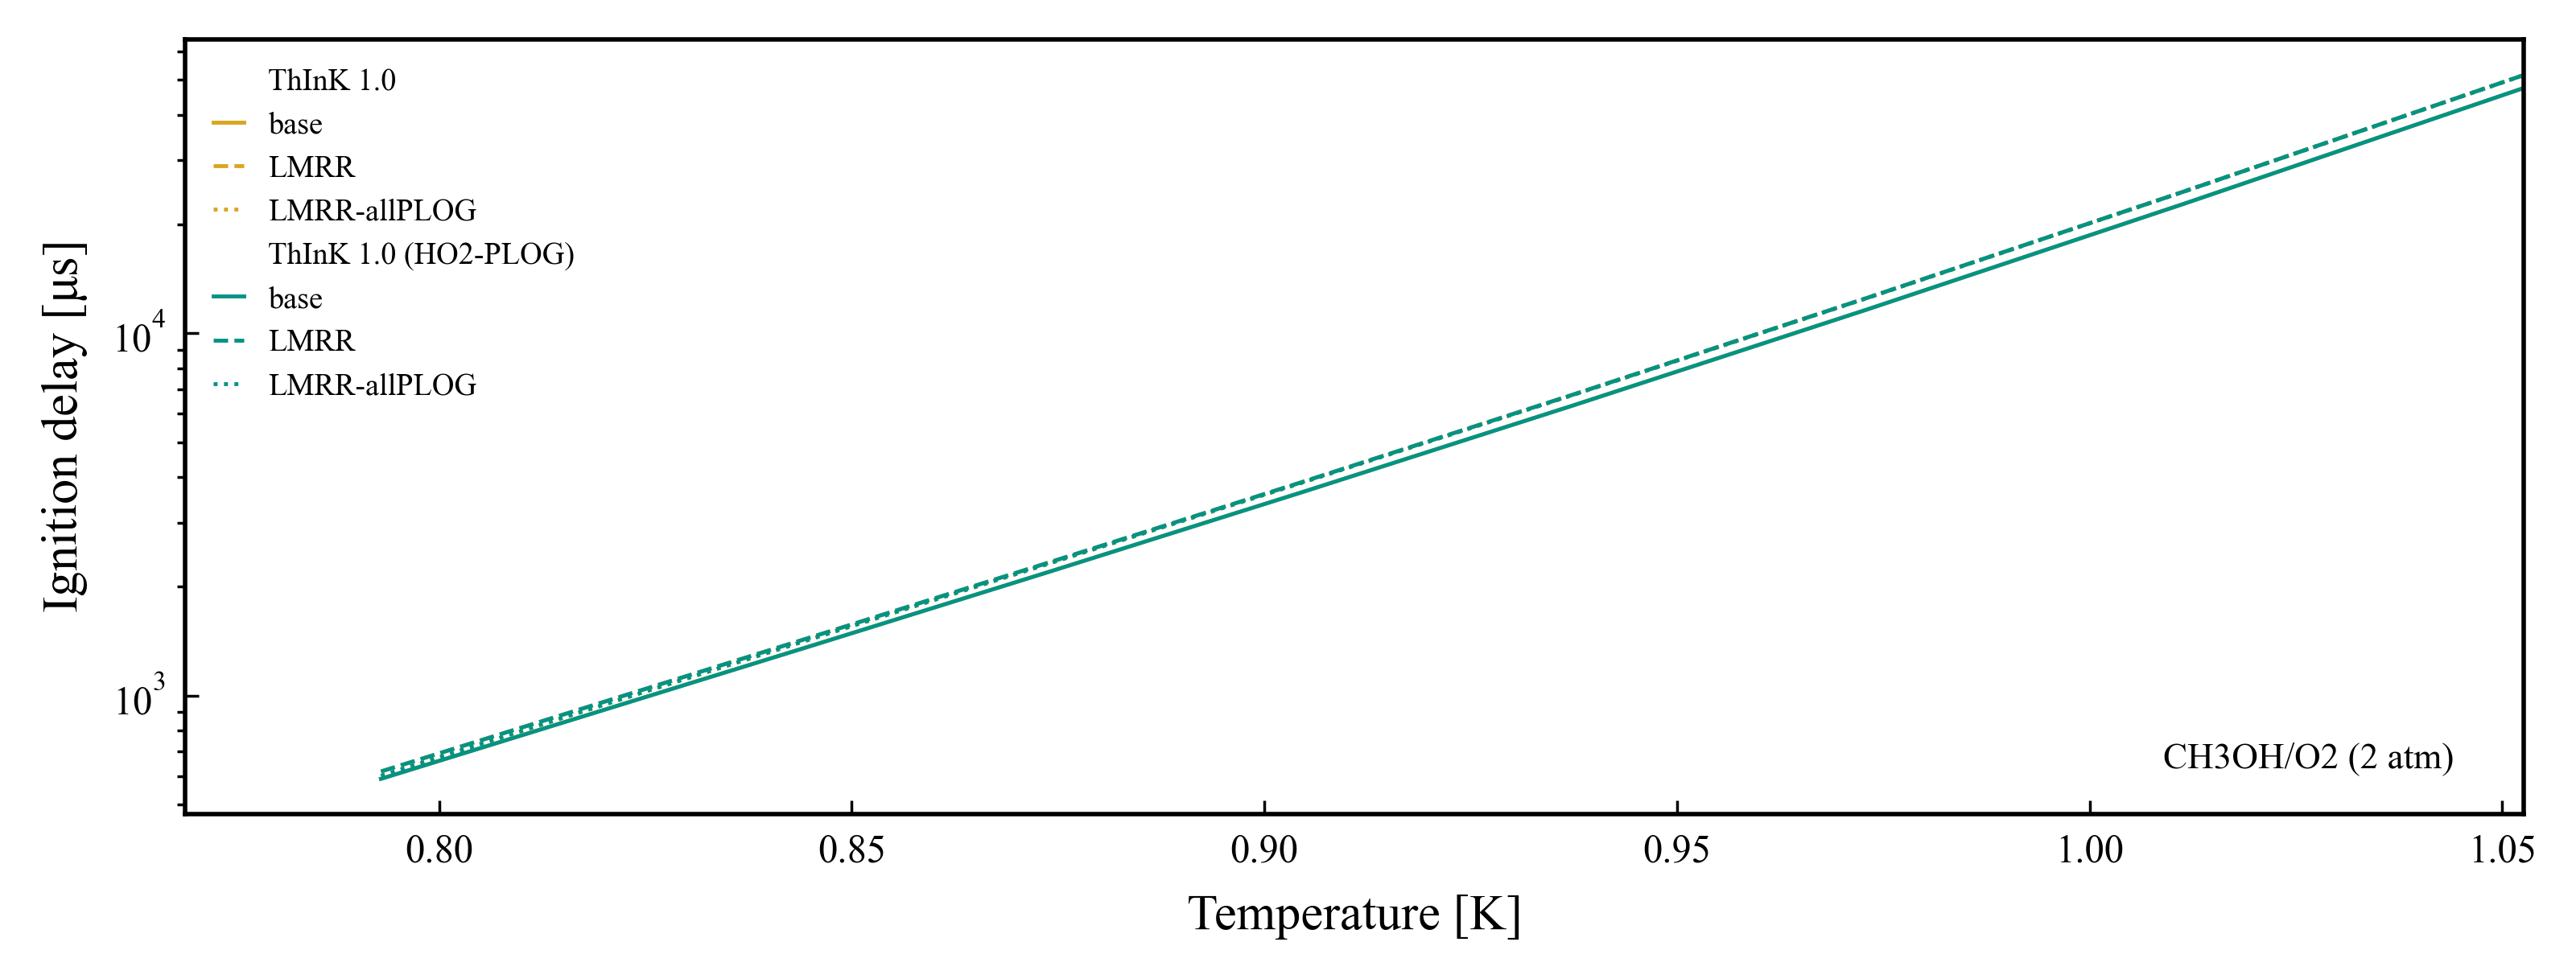 ThInK 1.0
base
LMRR
LMRR-allPLOG
ThInK 1.0 (HO2-PLOG)
base
LMRR
LMRR-allPLOG
Ignition delay [μs]
10^4
10^3
CH3OH/O2 (2 atm)
0.80 0.85 0.90 0.95 1.00 1.05
Temperature [K]